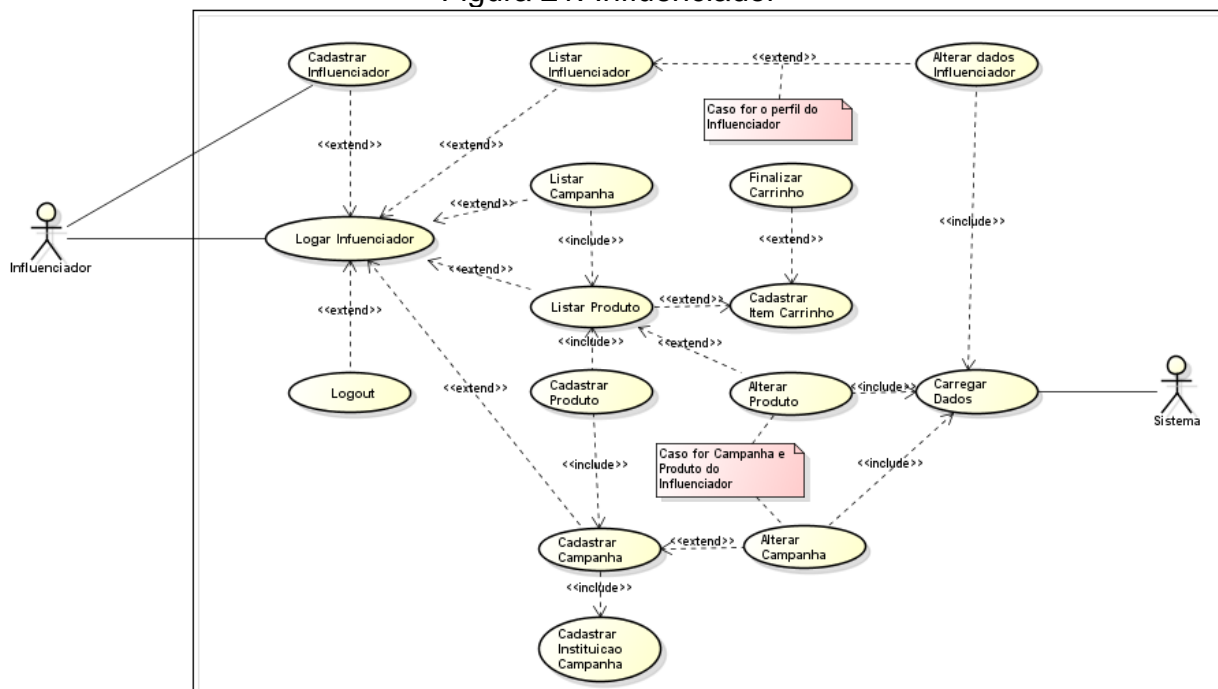 Cadastrar
Influenciador
Listar
Influenciador
<<extend>>
Alterar dados
Influenciador
Caso for o perfil do
Influenciador
<<extend>>
<<extend>>
Listar
Campanha
Finalizar
Carrinho
<<extend>>
<<include>>
Logar Infuenciador
<<include>>
<<extend>>
Influenciador
<<extend>>
Listar Produto
<<extend>>
Cadastrar
Item Carrinho
<<extend>>
<<include>>
<<extend>>
Logout
<<extend>>
Cadastrar
Produto
Alterar
Produto
<<include>>
Carregar
Dados
Sistema
<<include>>
Caso for Campanha e
Produto do
Influenciador
<<include>>
Cadastrar
Campanha
<<extend>>
Alterar
Campanha
<<include>>
Cadastrar
Instituicao
Campanha